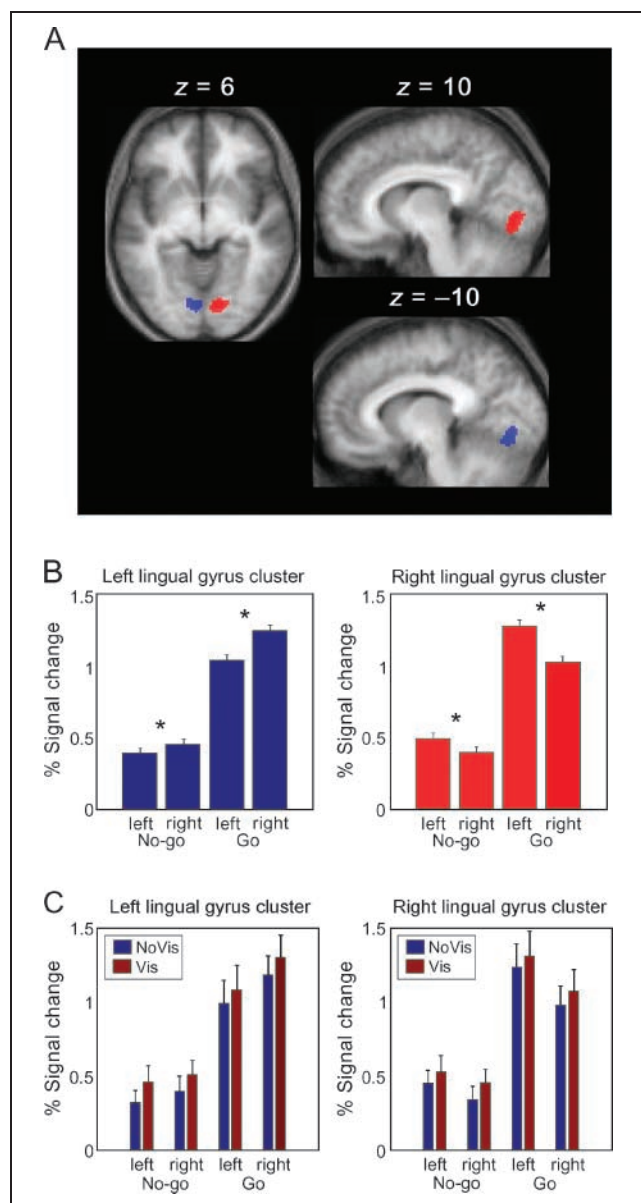 A
z = 6
z = 10
z = –10
B
Left lingual gyrus cluster
1.5
1
0.5
0
% Signal change
*
*
left right left right
No-go Go
Right lingual gyrus cluster
1.5
1
0.5
0
% Signal change
*
*
left right left right
No-go Go
C
Left lingual gyrus cluster
1.5
1
0.5
0
% Signal change
NoVis
Vis
left right left right
No-go Go
Right lingual gyrus cluster
1.5
1
0.5
0
% Signal change
NoVis
Vis
left right left right
No-go Go